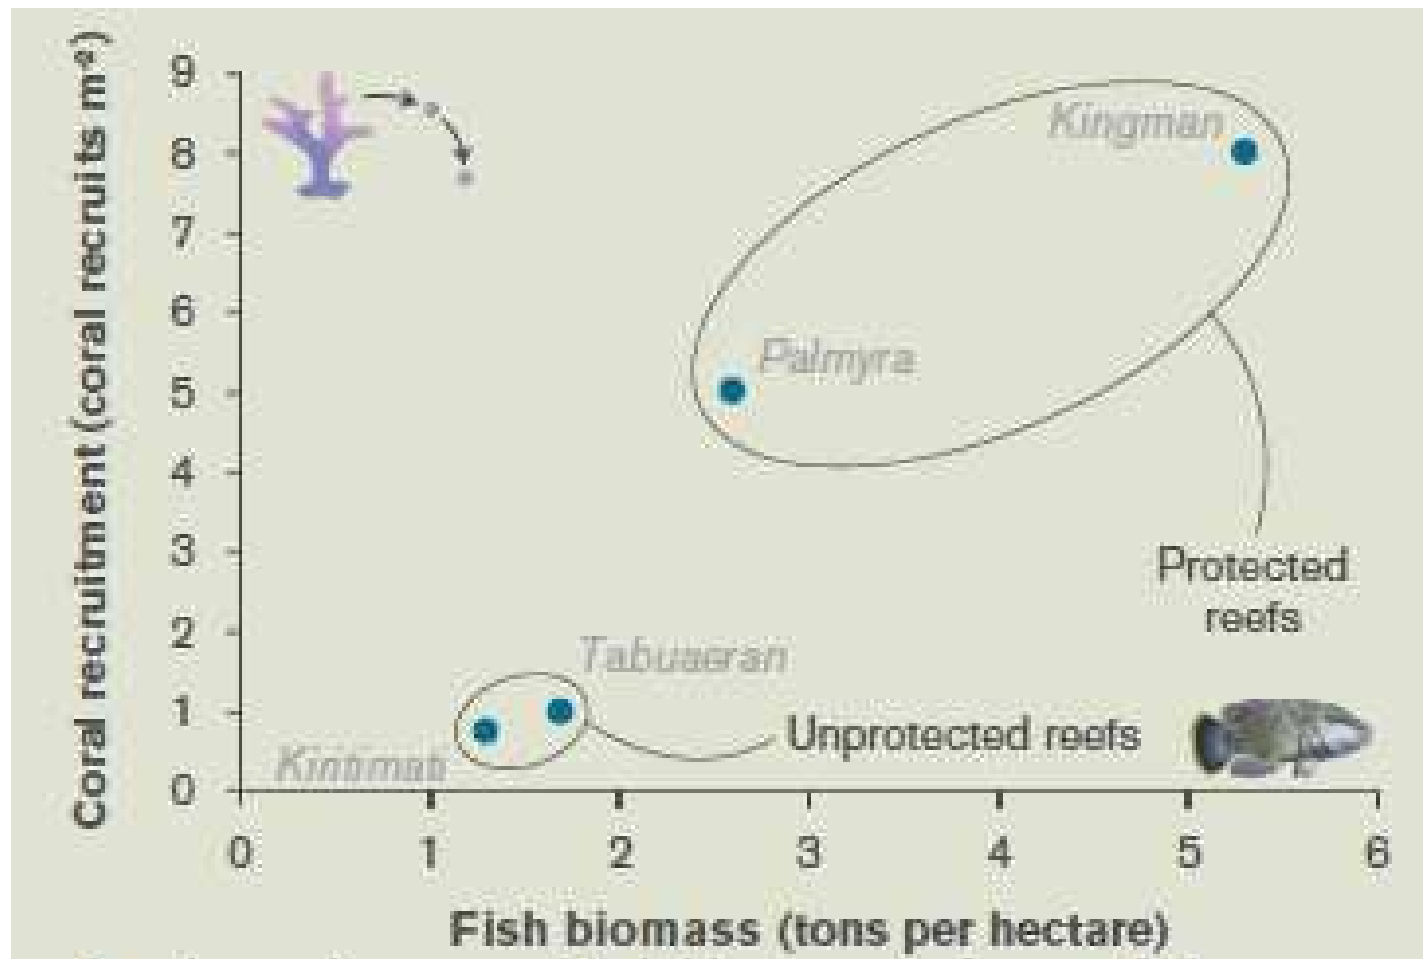 Coral recruitment (coral recruits m²)
9
8
7
6
5
4
3
2
1
0
Kingman
Palmyra
Protected
reefs
Tabuaeran
Unprotected reefs
Kiritimati
0 1 2 3 4 5 6
Fish biomass (tons per hectare)